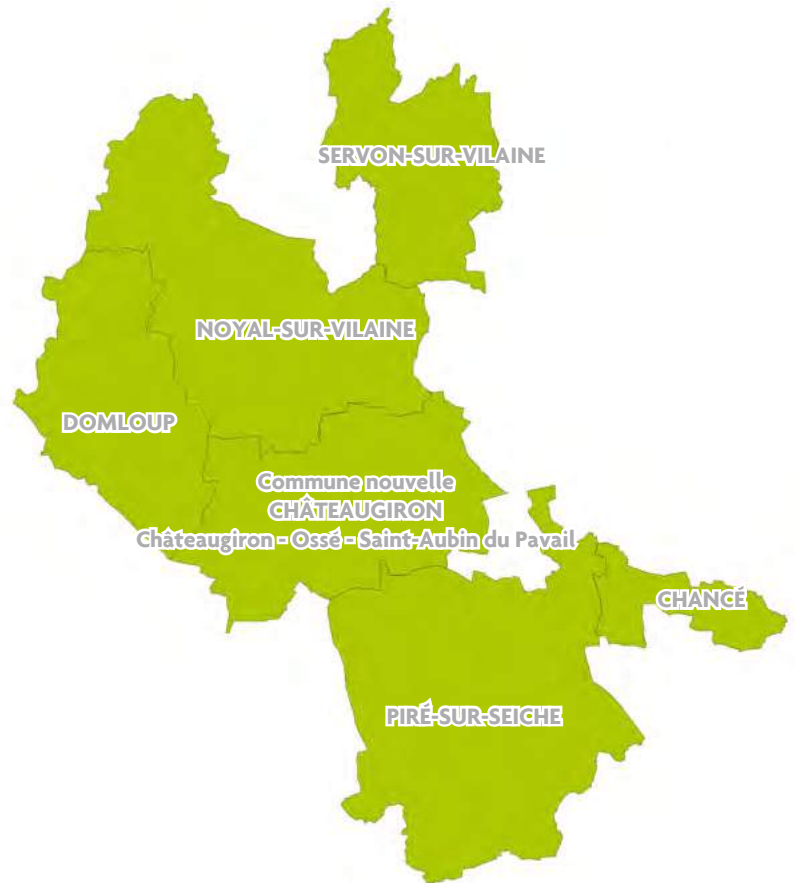 SERVON-SUR-VILAINE
NOYAL-SUR-VILAINE
DOMLOUP
Commune nouvelle
CHÂTEAUGIRON
Châteaugiron - Ossé - Saint-Aubin du Pavail
CHANCÉ
PIRÉ-SUR-SEICHE